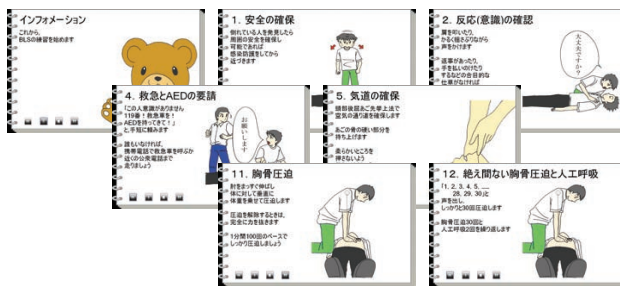 インフォメーション
これから、
BLSの練習を始めます
1. 安全の確保
倒れている人を発見したら
周囲の安全を確保し
可能であれば
感染防護をしてから
近づきます
2. 反応(意識)の確認
肩を叩いたり、
かるく揺さぶりながら
声をかけます
返事があったり、
手を払いのけたり
するなどの合目的な
仕草がなければ
大丈夫ですか?
4. 救急とAEDの要請
「この人意識がありません
119番!救急車を!
AEDを持ってきて!」
と、手短に頼みます
誰もいなければ、
携帯電話で救急車を呼ぶか
近くの公衆電話まで
走りましょう
お願いします
5. 気道の確保
頭部後屈あご先挙上法で
空気の通り道を確保します
あごの骨の硬い部分を
持ち上げます
柔らかいところを
押さないよう
11. 胸骨圧迫
肘をまっすぐ伸ばし
体に対して垂直に
体重を乗せて圧迫します
圧迫を解除するときは、
完全に力を抜きます
1分間100回のペースで
しっかり圧迫しましょう
12. 絶え間ない胸骨圧迫と人工呼吸
「1, 2, 3, 4, 5, ....
28, 29, 30」と
声を出し、
しっかりと30回圧迫します
胸骨圧迫30回と
人工呼吸2回を繰り返します